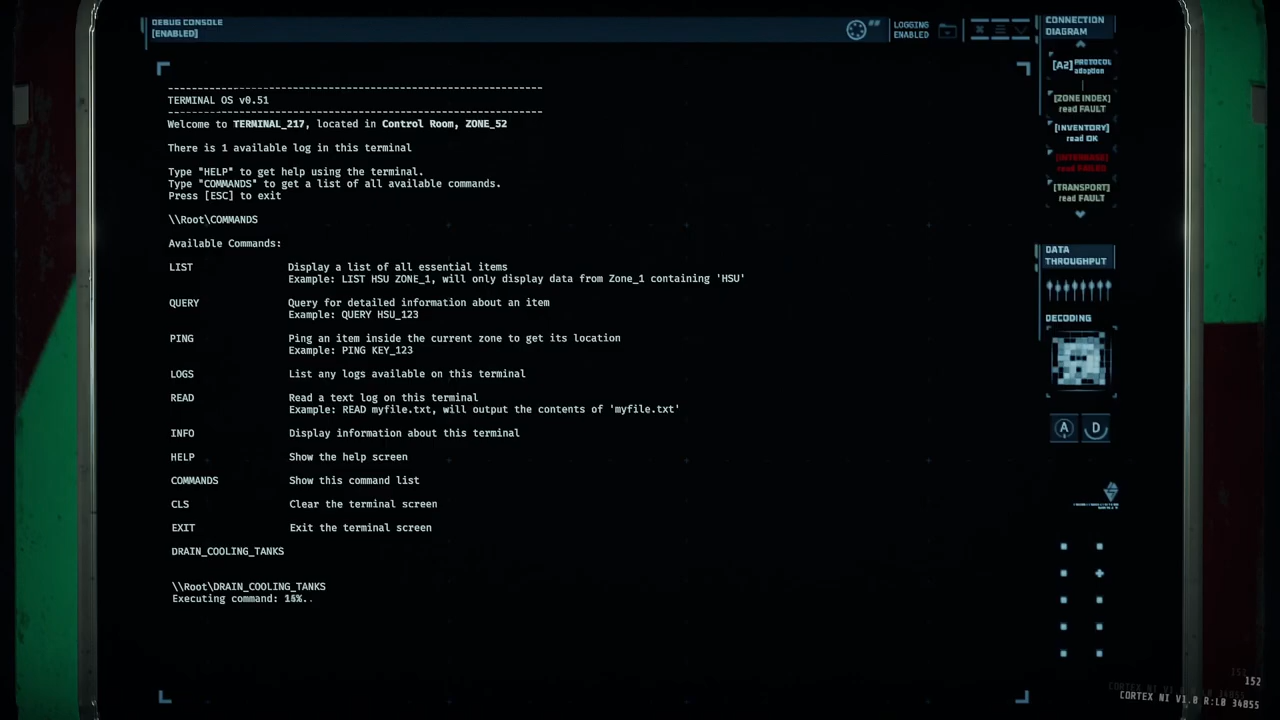 DEBUG CONSOLE
[ENABLED]
LOGGING
ENABLED
--------------------------------------------------------------
TERMINAL OS v0.51
--------------------------------------------------------------
Welcome to TERMINAL_217, located in Control Room, ZONE_52
There is 1 available log in this terminal
Type "HELP" to get help using the terminal.
Type "COMMANDS" to get a list of all available commands.
Press [ESC] to exit
\\Root\COMMANDS
Available Commands:
LIST Display a list of all essential items
Example: LIST HSU ZONE_1, will only display data from Zone_1 containing 'HSU'
QUERY Query for detailed information about an item
Example: QUERY HSU_123
PING Ping an item inside the current zone to get its location
Example: PING KEY_123
LOGS List any logs available on this terminal
READ Read a text log on this terminal
Example: READ myfile.txt, will output the contents of 'myfile.txt'
INFO Display information about this terminal
HELP Show the help screen
COMMANDS Show this command list
CLS Clear the terminal screen
EXIT Exit the terminal screen
DRAIN_COOLING_TANKS
\\Root\DRAIN_COOLING_TANKS
Executing command:
CONNECTION
DIAGRAM
[A2] PROTOCOL
adoption
[ZONE INDEX]
read FAULT
[INVENTORY]
read OK
read FAILED
[TRANSPORT]
read FAULT
DATA
THROUGHPUT
DECODING
A D
152
CORTEX NI V1.0 R:L0 34855